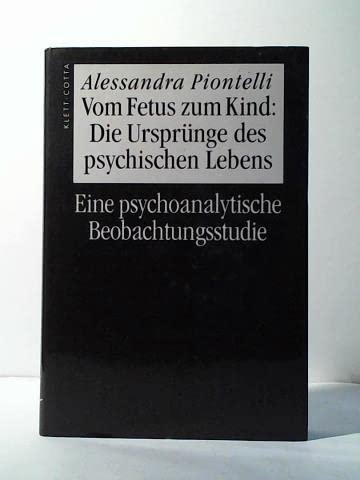 KLETT-COTTA
Alessandra Piontelli
Vom Fetus zum Kind:
Die Ursprünge des
psychischen Lebens
Eine psychoanalytische
Beobachtungsstudie